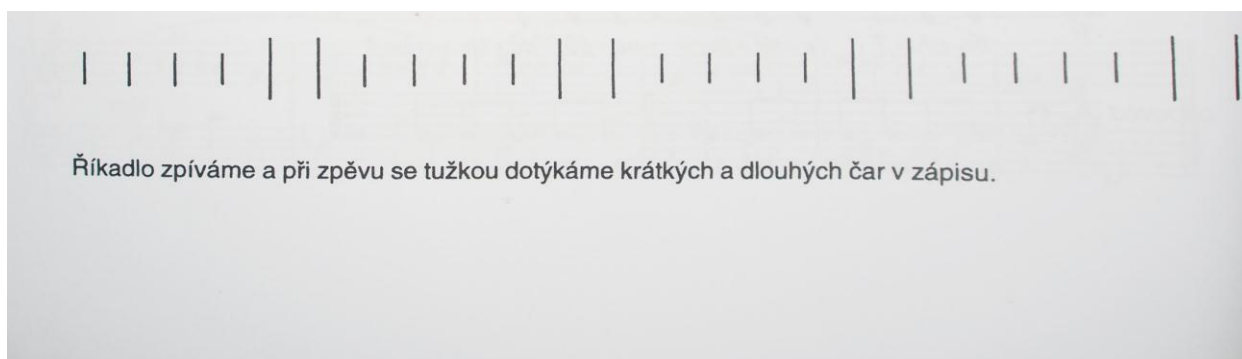 Říkadlo zpíváme a při zpěvu se tužkou dotýkáme krátkých a dlouhých čar v zápisu.